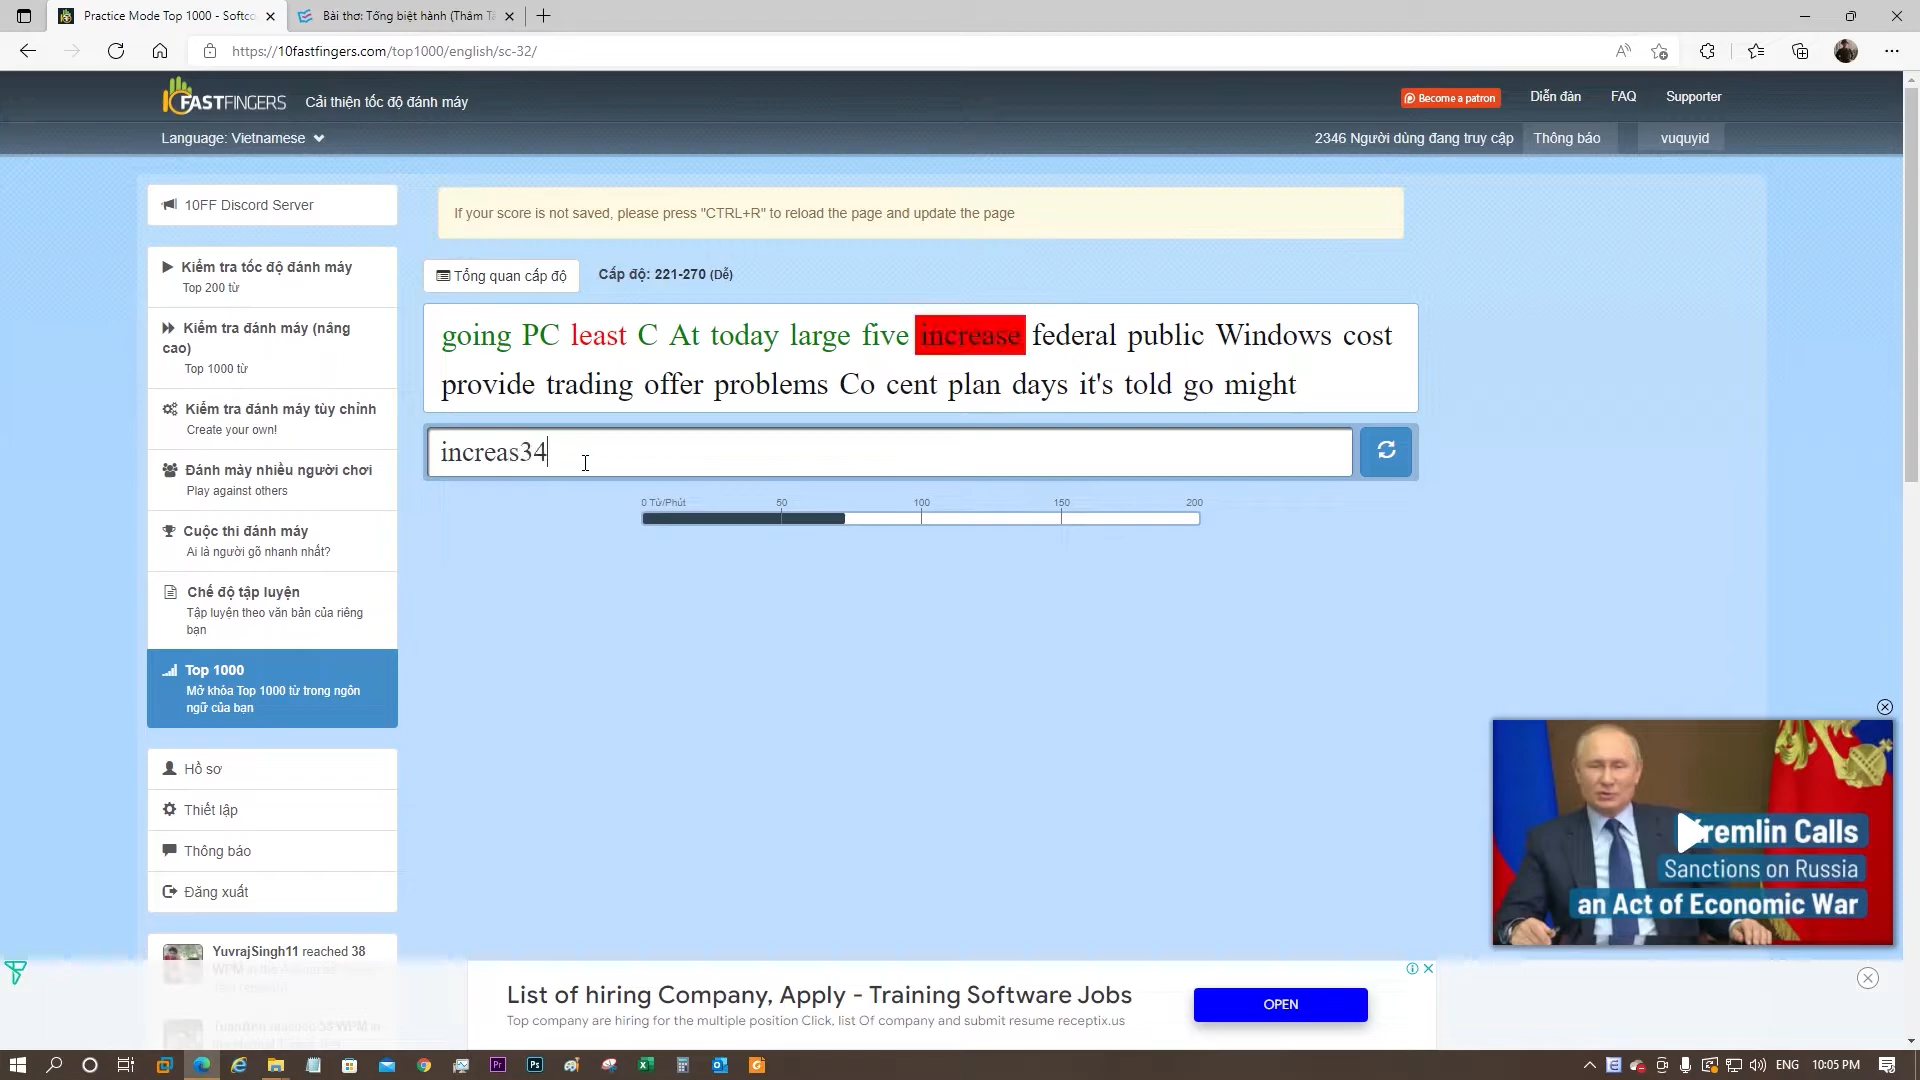 Practice Mode Top 1000 - Softco
Bài thơ: Tống biệt hành (Thâm Tâ
https://10fastfingers.com/top1000/english/sc-32/
FASTFINGERS
Cải thiện tốc độ đánh máy
Become a patron
Diễn đàn
FAQ
Supporter
Language: Vietnamese
2346 Người dùng đang truy cập
Thông báo
vuquyid
10FF Discord Server
If your score is not saved, please press "CTRL+R" to reload the page and update the page
Kiểm tra tốc độ đánh máy
Top 200 từ
Kiểm tra đánh máy (nâng
cao)
Top 1000 từ
Kiểm tra đánh máy tùy chỉnh
Create your own!
Đánh mày nhiều người chơi
Play against others
Cuộc thi đánh máy
Ai là người gõ nhanh nhất?
Chế độ tập luyện
Tập luyện theo văn bản của riêng
bạn
Top 1000
Mở khóa Top 1000 từ trong ngôn
ngữ của bạn
Hồ sơ
Thiết lập
Thông báo
Đăng xuất
YuvrajSingh11 reached 38
Tổng quan cấp độ
Cấp độ: 221-270 (Dễ)
going PC least C At today large five increase federal public Windows cost
provide trading offer problems Co cent plan days it's told go might
increas34
0 Từ/Phút 50 100 150 200
Kremlin Calls
Sanctions on Russia
an Act of Economic War
List of hiring Company, Apply - Training Software Jobs
Top company are hiring for the multiple position Click, list Of company and submit resume receptix.us
OPEN
ENG
10:05 PM